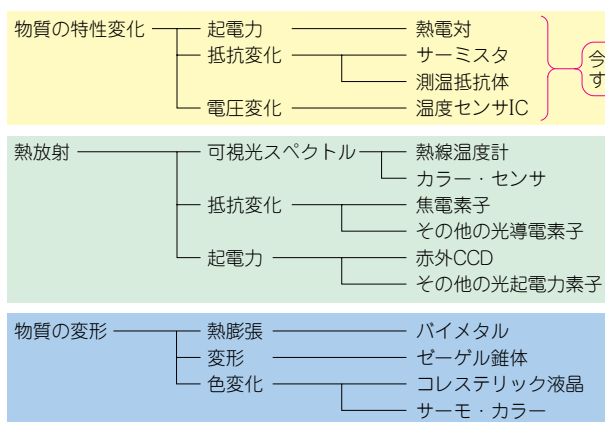 物質の特性変化 起電力 熱電対
抵抗変化 サーミスタ
測温抵抗体
電圧変化 温度センサIC
今
す
熱放射 可視光スペクトル 熱線温度計
カラー・センサ
抵抗変化 焦電素子
その他の光導電素子
起電力 赤外CCD
その他の光起電力素子
物質の変形 熱膨張 バイメタル
変形 ゼーゲル錐体
色変化 コレステリック液晶
サーモ・カラー